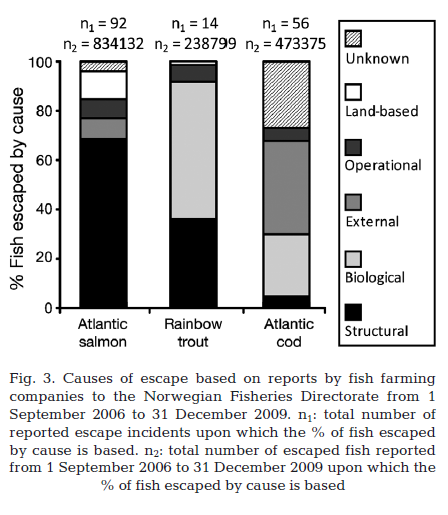 n₁ = 92 n₁ = 14 n₁ = 56
n₂ = 834132 n₂ = 238799 n₂ = 473375
% Fish escaped by cause
100
80
60
40
20
0
Atlantic salmon
Rainbow trout
Atlantic cod
Unknown
Land-based
Operational
External
Biological
Structural
Fig. 3. Causes of escape based on reports by fish farming
companies to the Norwegian Fisheries Directorate from 1
September 2006 to 31 December 2009. n₁: total number of
reported escape incidents upon which the % of fish escaped
by cause is based. n₂: total number of escaped fish reported
from 1 September 2006 to 31 December 2009 upon which the
% of fish escaped by cause is based